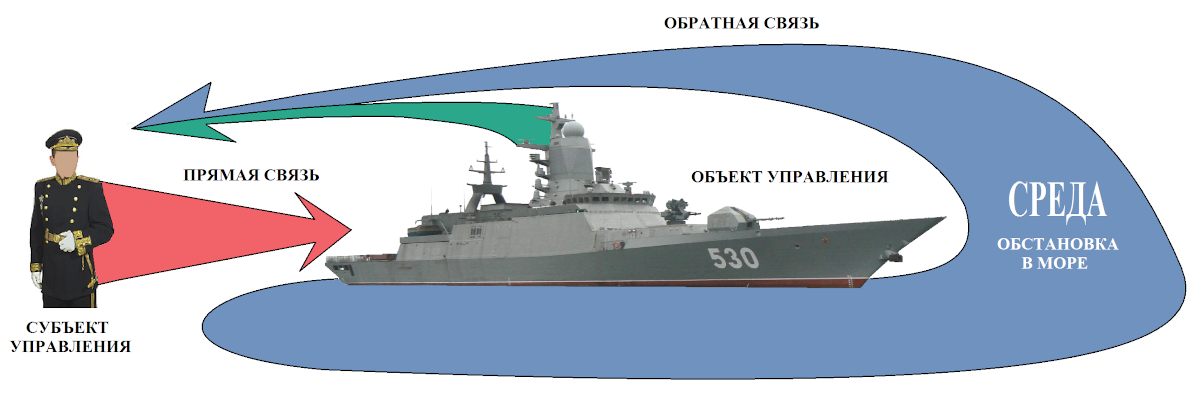 ОБРАТНАЯ СВЯЗЬ
ПРЯМАЯ СВЯЗЬ
ОБЪЕКТ УПРАВЛЕНИЯ
СРЕДА
ОБСТАНОВКА
В МОРЕ
530
СУБЪЕКТ
УПРАВЛЕНИЯ